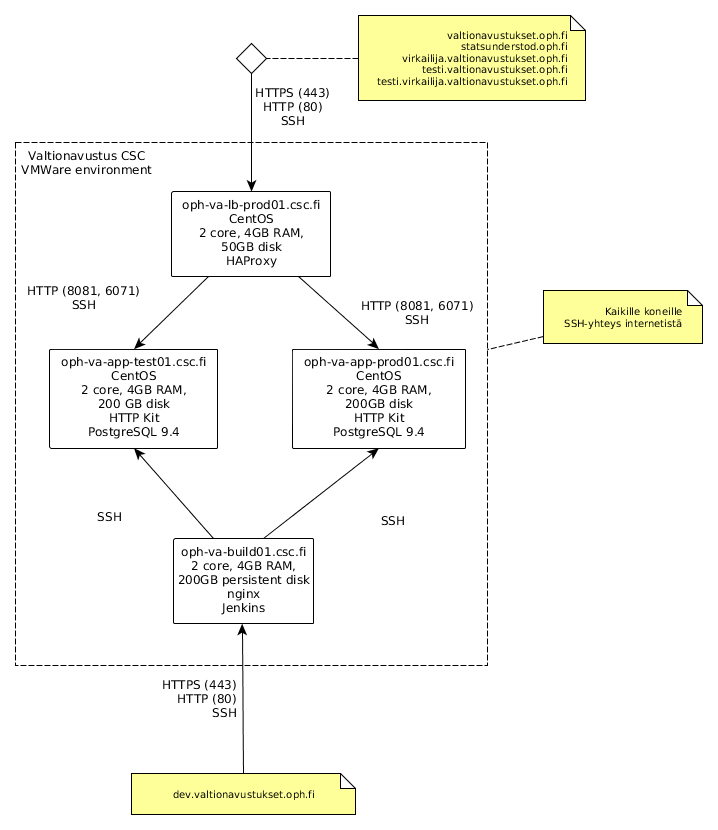 valtionavustukset.oph.fi
statsunderstod.oph.fi
virkailija.valtionavustukset.oph.fi
testi.valtionavustukset.oph.fi
testi.virkailija.valtionavustukset.oph.fi
HTTPS (443)
HTTP (80)
SSH
Valtionavustus CSC
VMWare environment
oph-va-lb-prod01.csc.fi
CentOS
2 core, 4GB RAM,
50GB disk
HAProxy
HTTP (8081, 6071)
SSH
HTTP (8081, 6071)
SSH
Kaikille koneille
SSH-yhteys internetistä
oph-va-app-test01.csc.fi
CentOS
2 core, 4GB RAM,
200 GB disk
HTTP Kit
PostgreSQL 9.4
oph-va-app-prod01.csc.fi
CentOS
2 core, 4GB RAM,
200GB disk
HTTP Kit
PostgreSQL 9.4
SSH
SSH
oph-va-build01.csc.fi
2 core, 4GB RAM,
200GB persistent disk
nginx
Jenkins
HTTPS (443)
HTTP (80)
SSH
dev.valtionavustukset.oph.fi